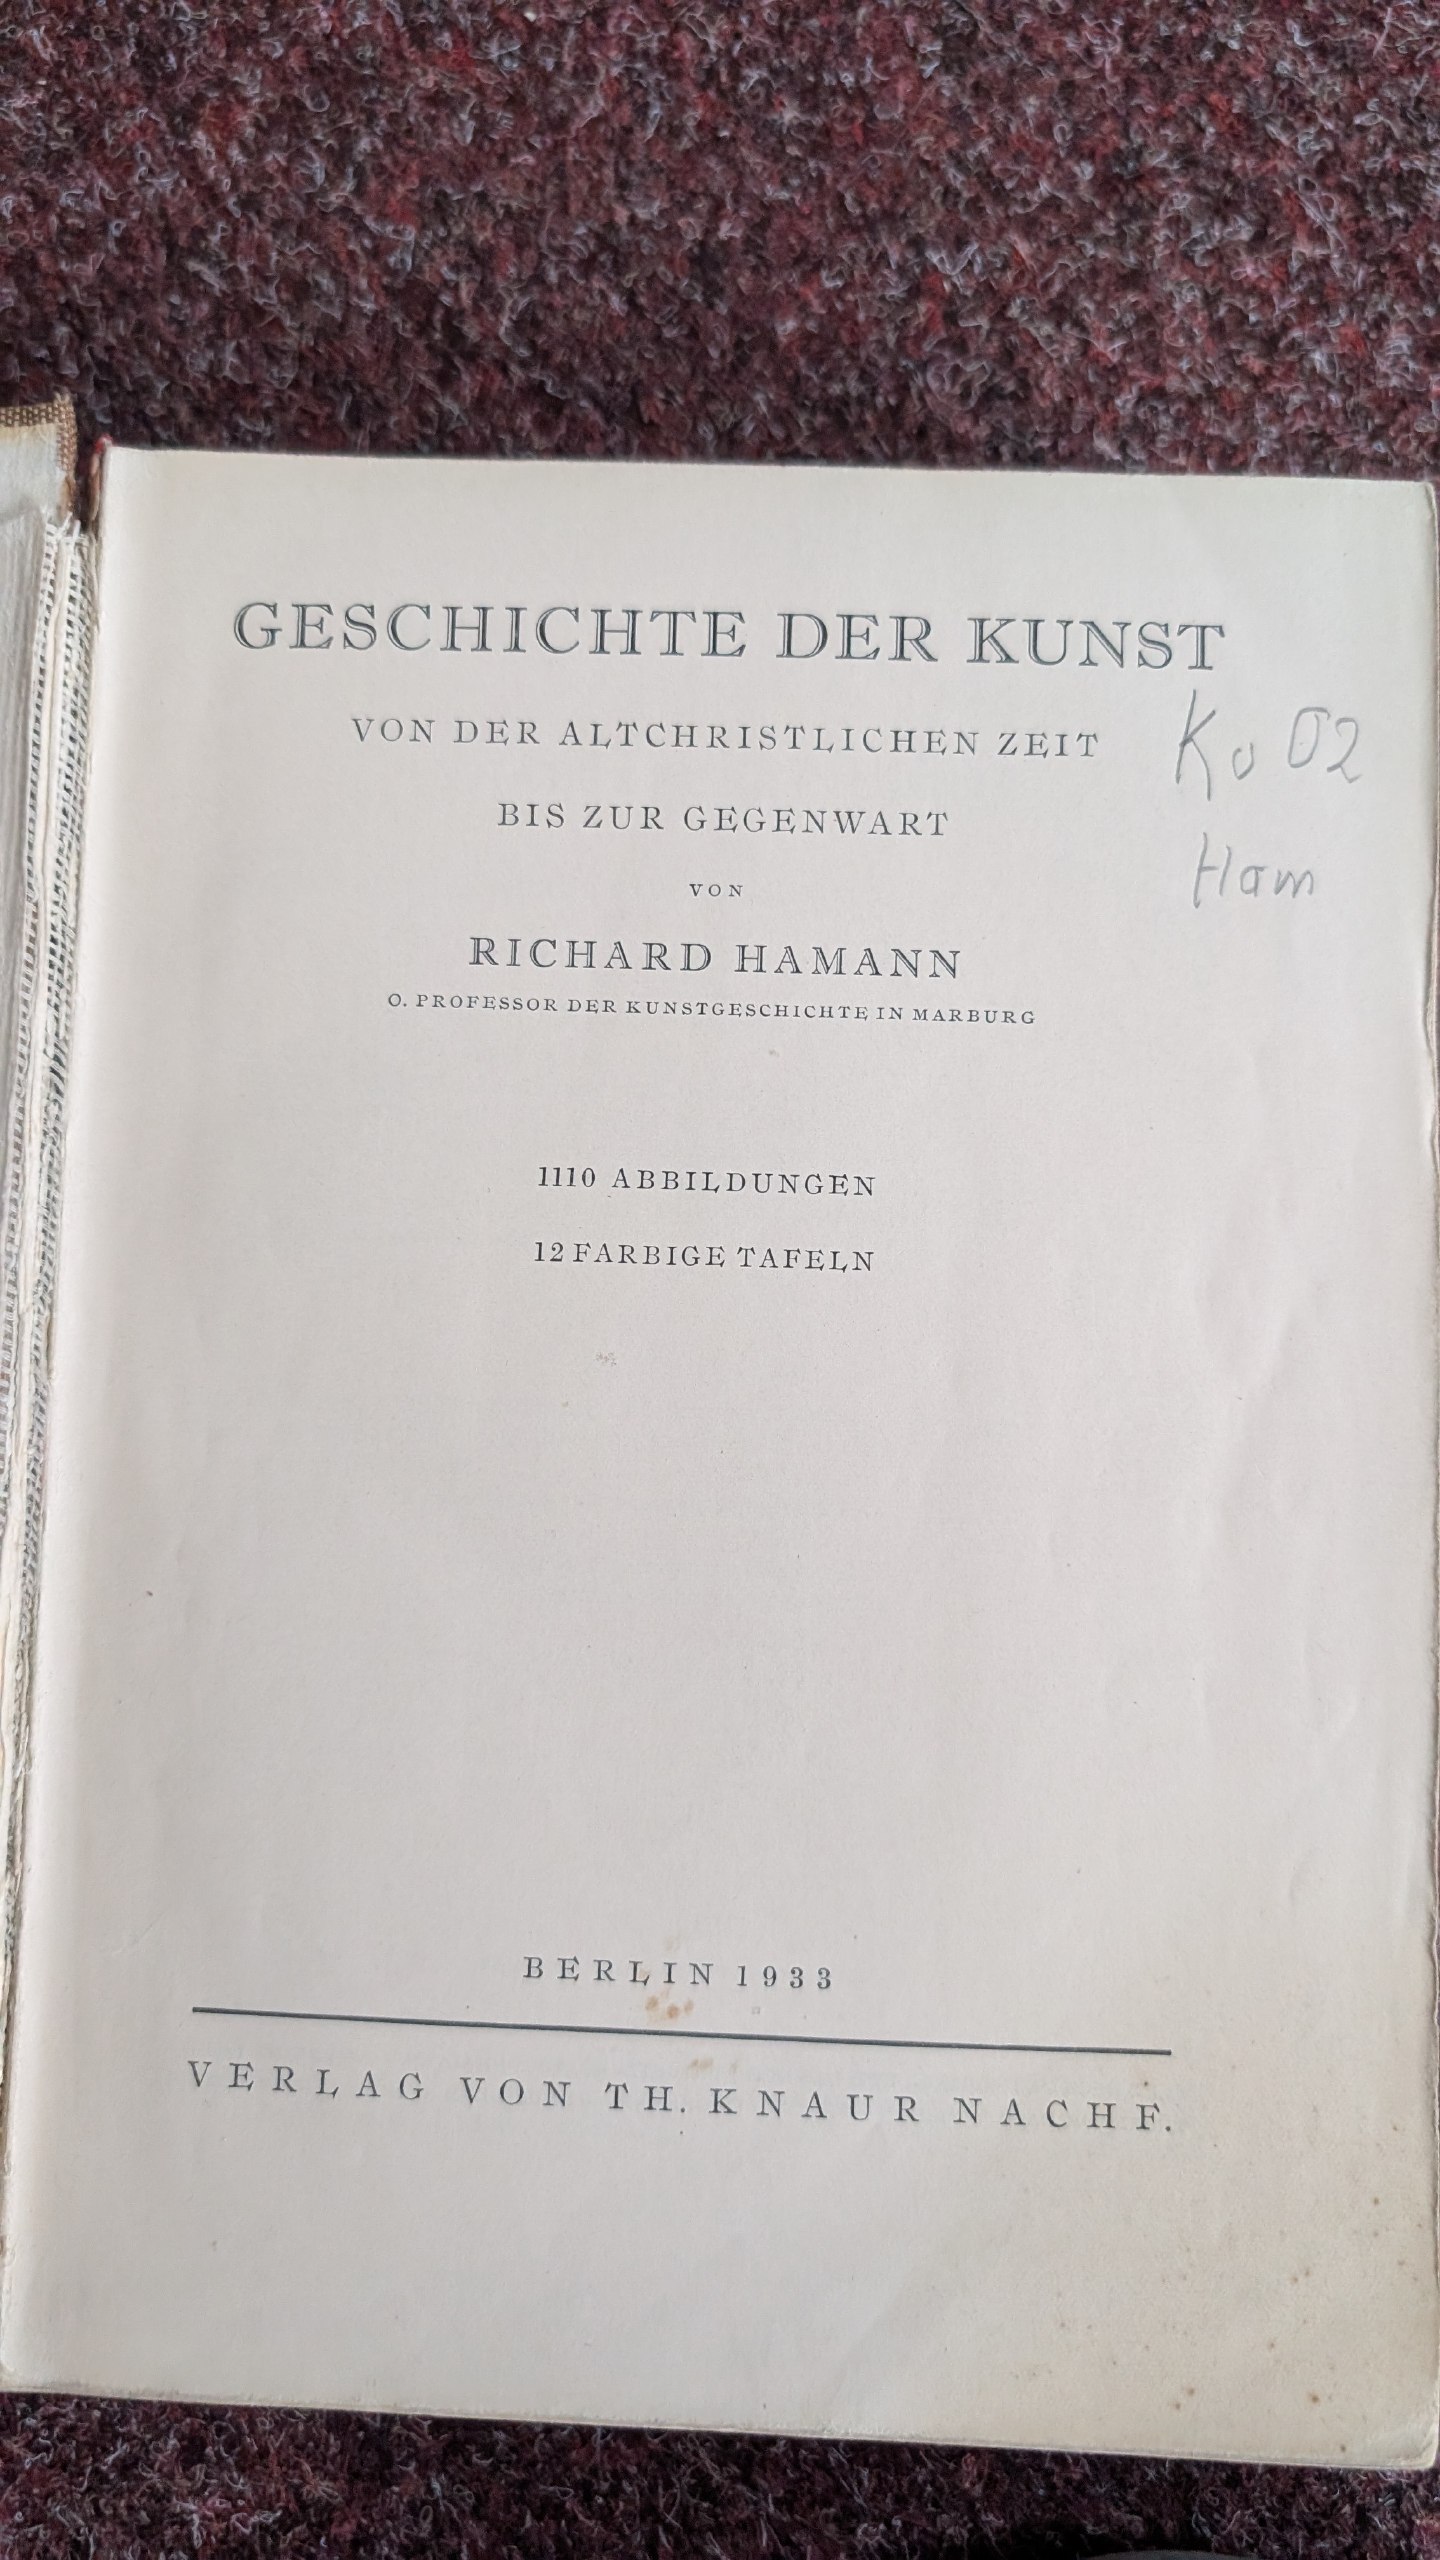 GESCHICHTE DER KUNST
VON DER ALTCHRISTLICHEN ZEIT
BIS ZUR GEGENWART
VON
RICHARD HAMANN
O. PROFESSOR DER KUNSTGESCHICHTE IN MARBURG
Ku 02
Ham
1110 ABBILDUNGEN
12 FARBIGE TAFELN
BERLIN 1933
VERLAG VON TH. KNAUR NACHF.